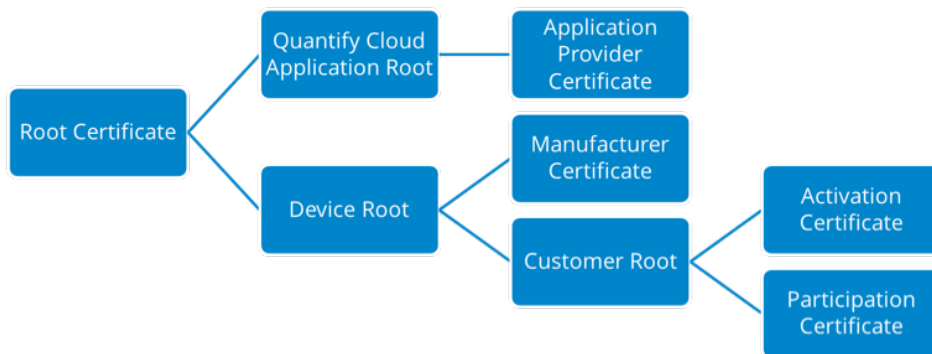 Root Certificate
Quantify Cloud
Application Root
Device Root
Application
Provider
Certificate
Manufacturer
Certificate
Customer Root
Activation
Certificate
Participation
Certificate